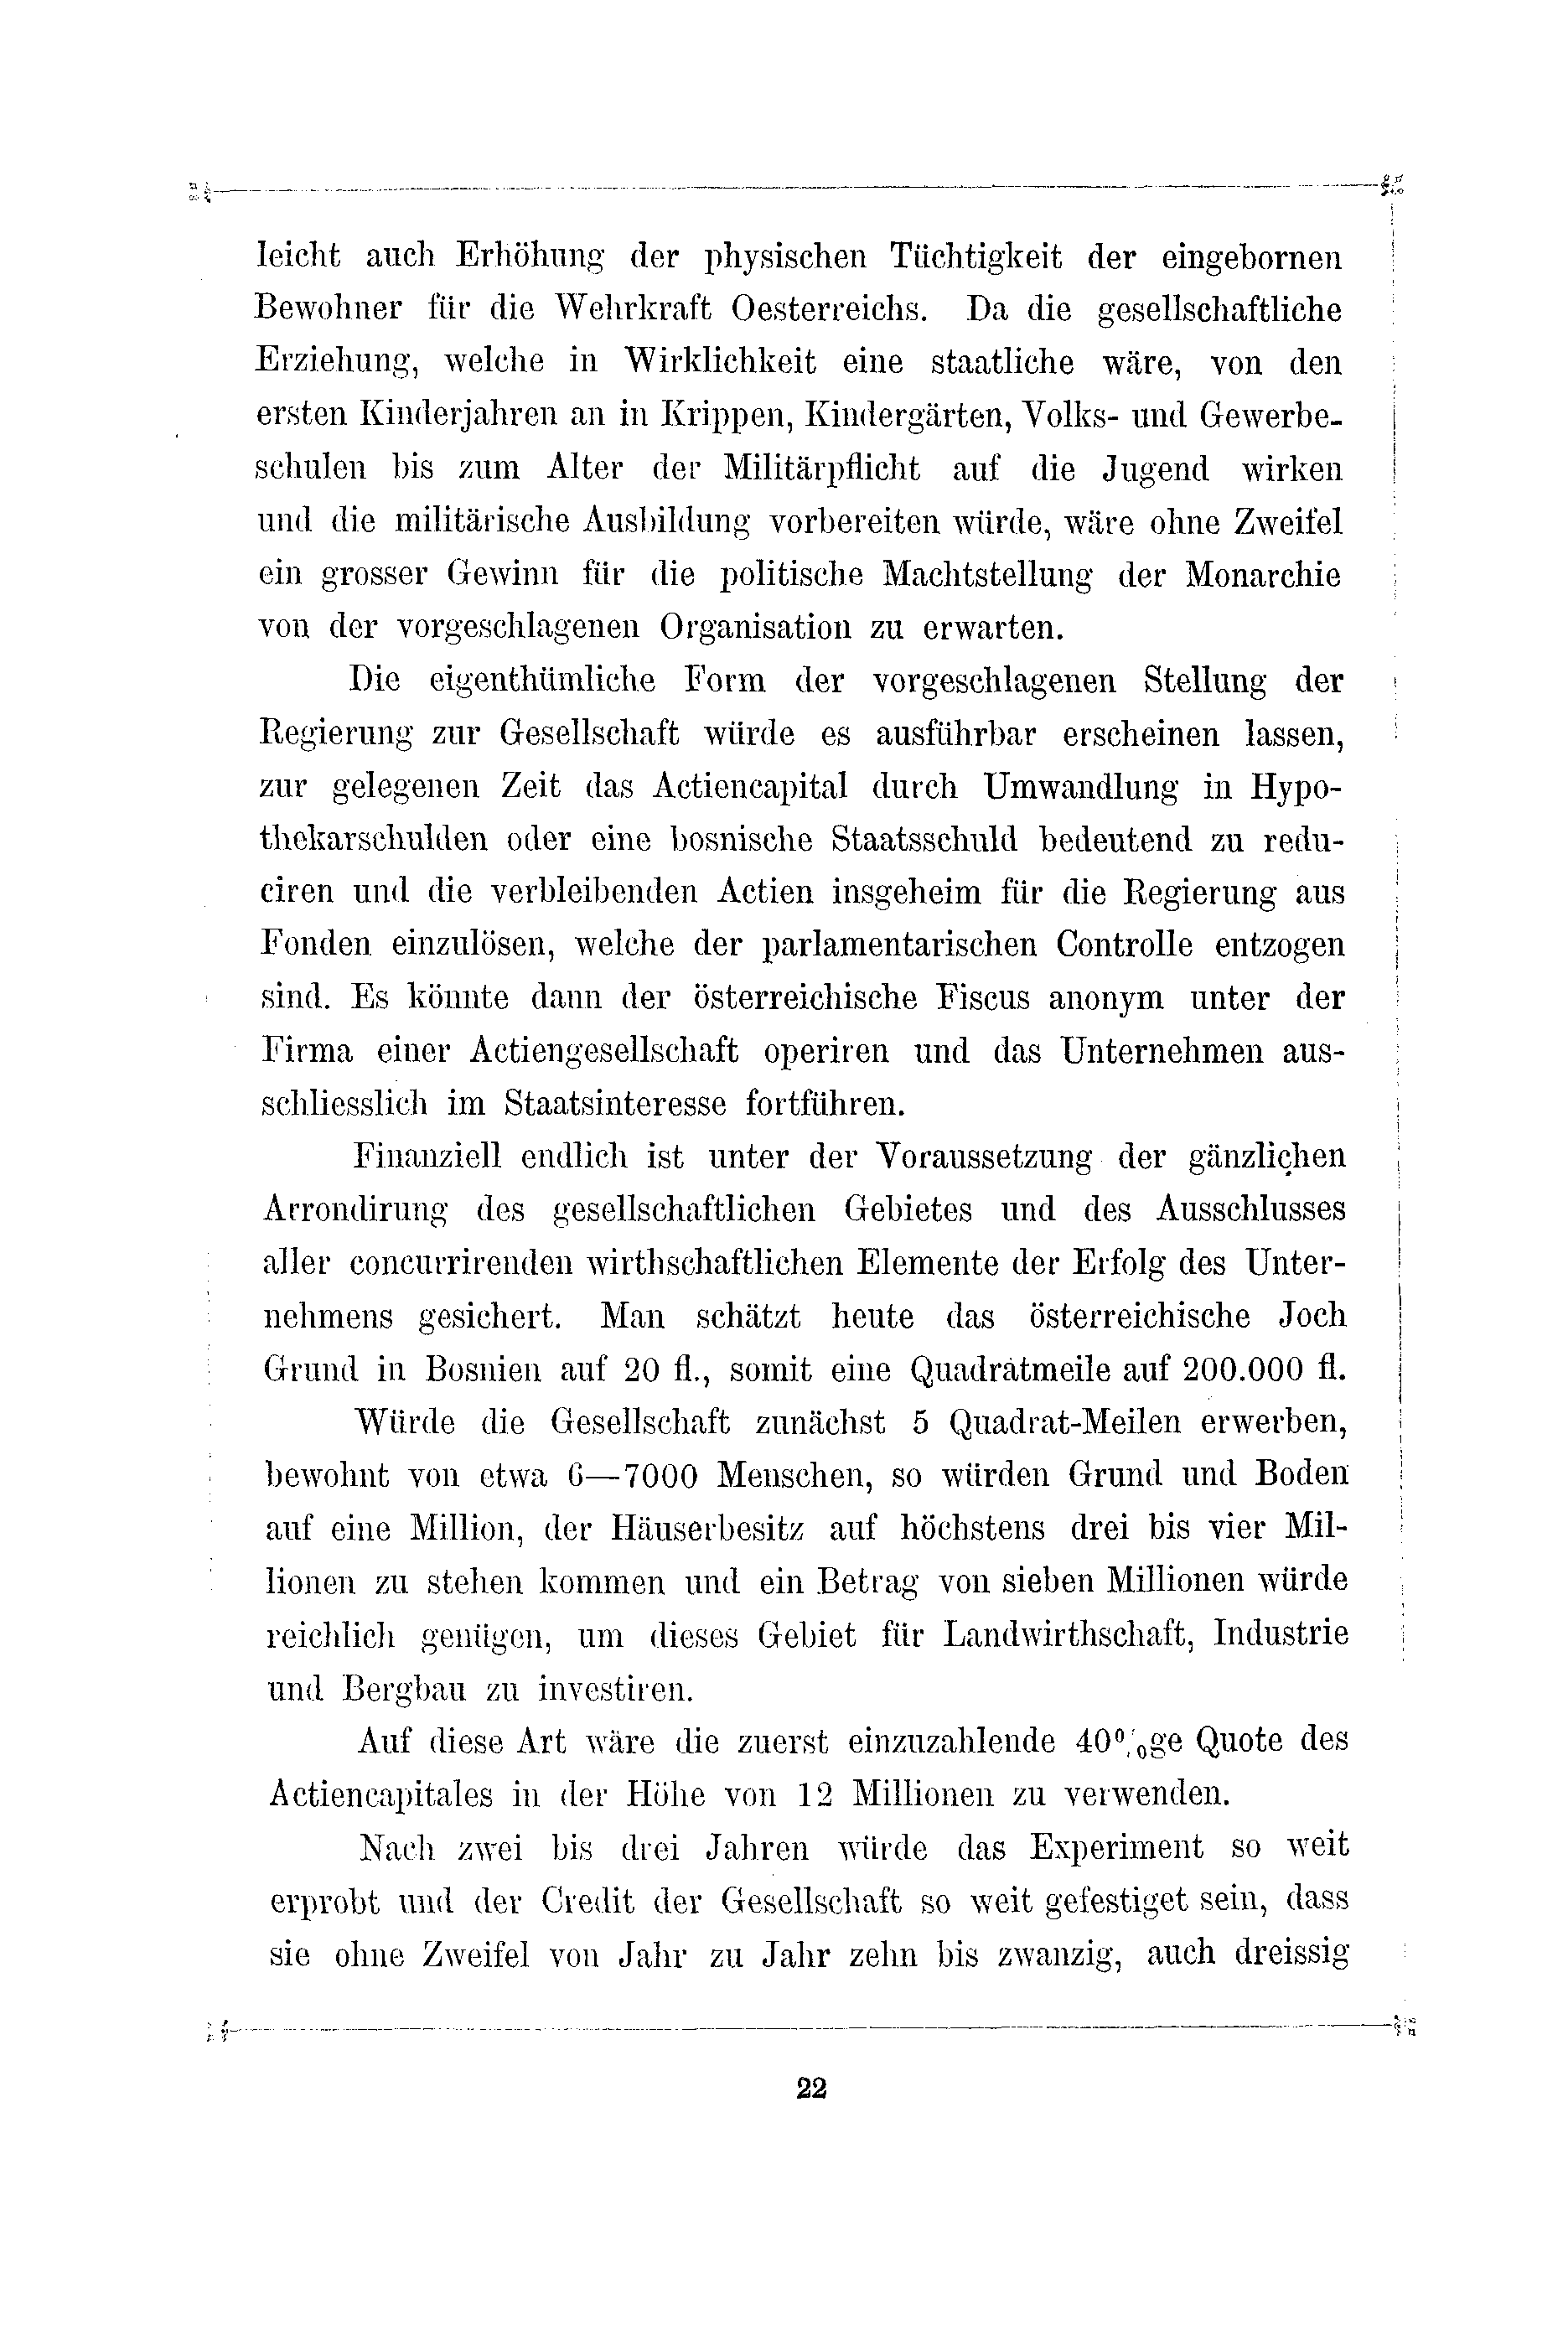 leicht auch Erhöhung der physischen Tüchtigkeit der eingebornen
Bewohner für die Wehrkraft Oesterreichs. Da die gesellschaftliche
Erziehung, welche in Wirklichkeit eine staatliche wäre, von den
ersten Kinderjahren an in Krippen, Kindergärten, Volks- und Gewerbe-
schulen bis zum Alter der Militärpflicht auf die Jugend wirken
und die militärische Ausbildung vorbereiten würde, wäre ohne Zweifel
ein grosser Gewinn für die politische Machtstellung der Monarchie
von der vorgeschlagenen Organisation zu erwarten.
Die eigenthümliche Form der vorgeschlagenen Stellung der
Regierung zur Gesellschaft würde es ausführbar erscheinen lassen,
zur gelegenen Zeit das Actiencapital durch Umwandlung in Hypo-
thekarschulden oder eine bosnische Staatsschuld bedeutend zu redu-
ciren und die verbleibenden Actien insgeheim für die Regierung aus
Fonden einzulösen, welche der parlamentarischen Controlle entzogen
sind. Es könnte dann der österreichische Fiscus anonym unter der
Firma einer Actiengesellschaft operiren und das Unternehmen aus-
schliesslich im Staatsinteresse fortführen.
Finanziell endlich ist unter der Voraussetzung der gänzlichen
Arrondirung des gesellschaftlichen Gebietes und des Ausschlusses
aller concurrirenden wirthschaftlichen Elemente der Erfolg des Unter-
nehmens gesichert. Man schätzt heute das österreichische Joch
Grund in Bosnien auf 20 fl., somit eine Quadratmeile auf 200.000 fl.
Würde die Gesellschaft zunächst 5 Quadrat-Meilen erwerben,
bewohnt von etwa 6—7000 Menschen, so würden Grund und Boden
auf eine Million, der Häuserbesitz auf höchstens drei bis vier Mil-
lionen zu stehen kommen und ein Betrag von sieben Millionen würde
reichlich genügen, um dieses Gebiet für Landwirthschaft, Industrie
und Bergbau zu investiren.
Auf diese Art wäre die zuerst einzuzahlende 40%ge Quote des
Actiencapitales in der Höhe von 12 Millionen zu verwenden.
Nach zwei bis drei Jahren würde das Experiment so weit
erprobt und der Credit der Gesellschaft so weit gefestiget sein, dass
sie ohne Zweifel von Jahr zu Jahr zehn bis zwanzig, auch dreissig
22